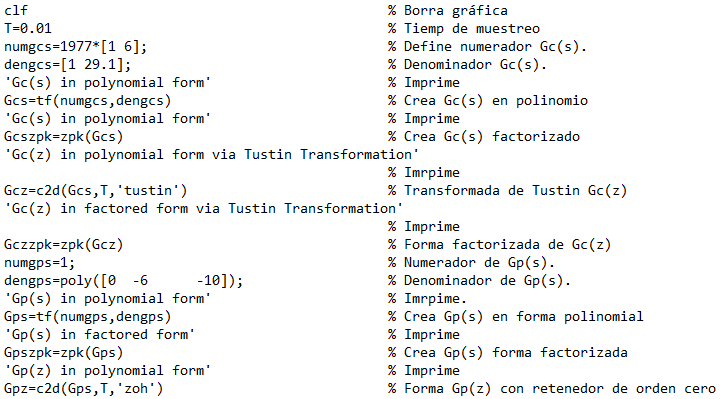 clf % Borra gráfica
T=0.01 % Tiemp de muestreo
numgcs=1977*[1 6]; % Define numerador Gc(s).
dengcs=[1 29.1]; % Denominador Gc(s).
'Gc(s) in polynomial form' % Imprime
Gcs=tf(numgcs,dengcs) % Crea Gc(s) en polinomio
'Gc(s) in polynomial form' % Imprime
Gcszpk=zpk(Gcs) % Crea Gc(s) factorizado
'Gc(z) in polynomial form via Tustin Transformation'
% Imrpime
Gcz=c2d(Gcs,T,'tustin') % Transformada de Tustin Gc(z)
'Gc(z) in factored form via Tustin Transformation'
% Imprime
Gczzpk=zpk(Gcz) % Forma factorizada de Gc(z)
numgps=1; % Numerador de Gp(s).
dengps=poly([0 -6 -10]); % Denominador de Gp(s).
'Gp(s) in polynomial form' % Imrpime.
Gps=tf(numgps,dengps) % Crea Gp(s) en forma polinomial
'Gp(s) in factored form' % Imprime
Gpszpk=zpk(Gps) % Crea Gp(s) forma factorizada
'Gp(z) in polynomial form' % Imprime
Gpz=c2d(Gps,T,'zoh') % Forma Gp(z) con retenedor de orden cero